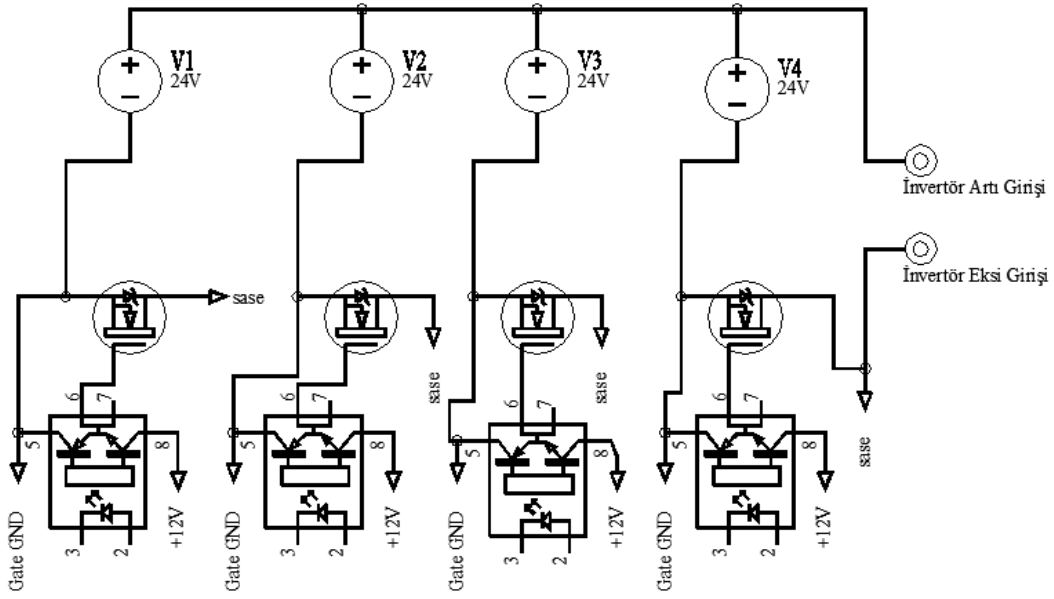 V1
24V
V2
24V
V3
24V
V4
24V
İnvertör Artı Girişi
İnvertör Eksi Girişi
sase
sase
sase
sase
6
7
5
8
3
2
Gate GND
+12V
6
7
5
8
3
2
Gate GND
+12V
6
7
5
8
3
2
Gate GND
+12V
6
7
5
8
3
2
Gate GND
+12V